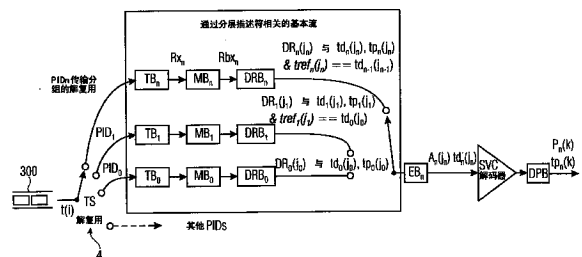 通过分层描述符相关的基本流
DRₙ(jₙ) 与 tdₙ(jₙ), tpₙ(jₙ)
& trefₙ(jₙ) == tdₙ₋₁(jₙ₋₁)
Rxₙ
Rbxₙ
PIDn传输分
组的解复用
TBₙ
MBₙ
DRBₙ
DR₁(j₁) 与 td₁(j₁), tp₁(j₁)
& tref₁(j₁) == td₀(j₀)
PID₁
TB₁
MB₁
DRB₁
PID₀
DR₀(j₀) 与 td₀(j₀), tp₀(j₀)
TB₀
MB₀
DRB₀
EBₙ
Aₙ(jₙ) tdₙ(jₙ)
SVC
解码器
DPB
Pₙ(k)
tpₙ(k)
300
t(i)
TS
解复用
其他 PIDs
4